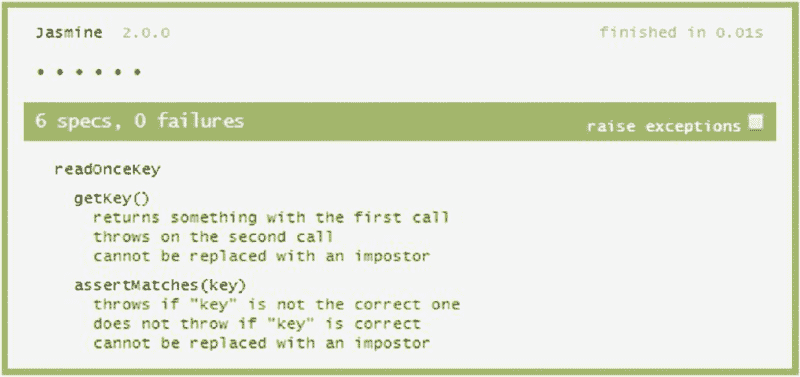 Jasmine 2.0.0 finished in 0.01s
• • • • • •
6 specs, 0 failures raise exceptions
readOnceKey
getKey()
returns something with the first call
throws on the second call
cannot be replaced with an impostor
assertMatches(key)
throws if "key" is not the correct one
does not throw if "key" is correct
cannot be replaced with an impostor